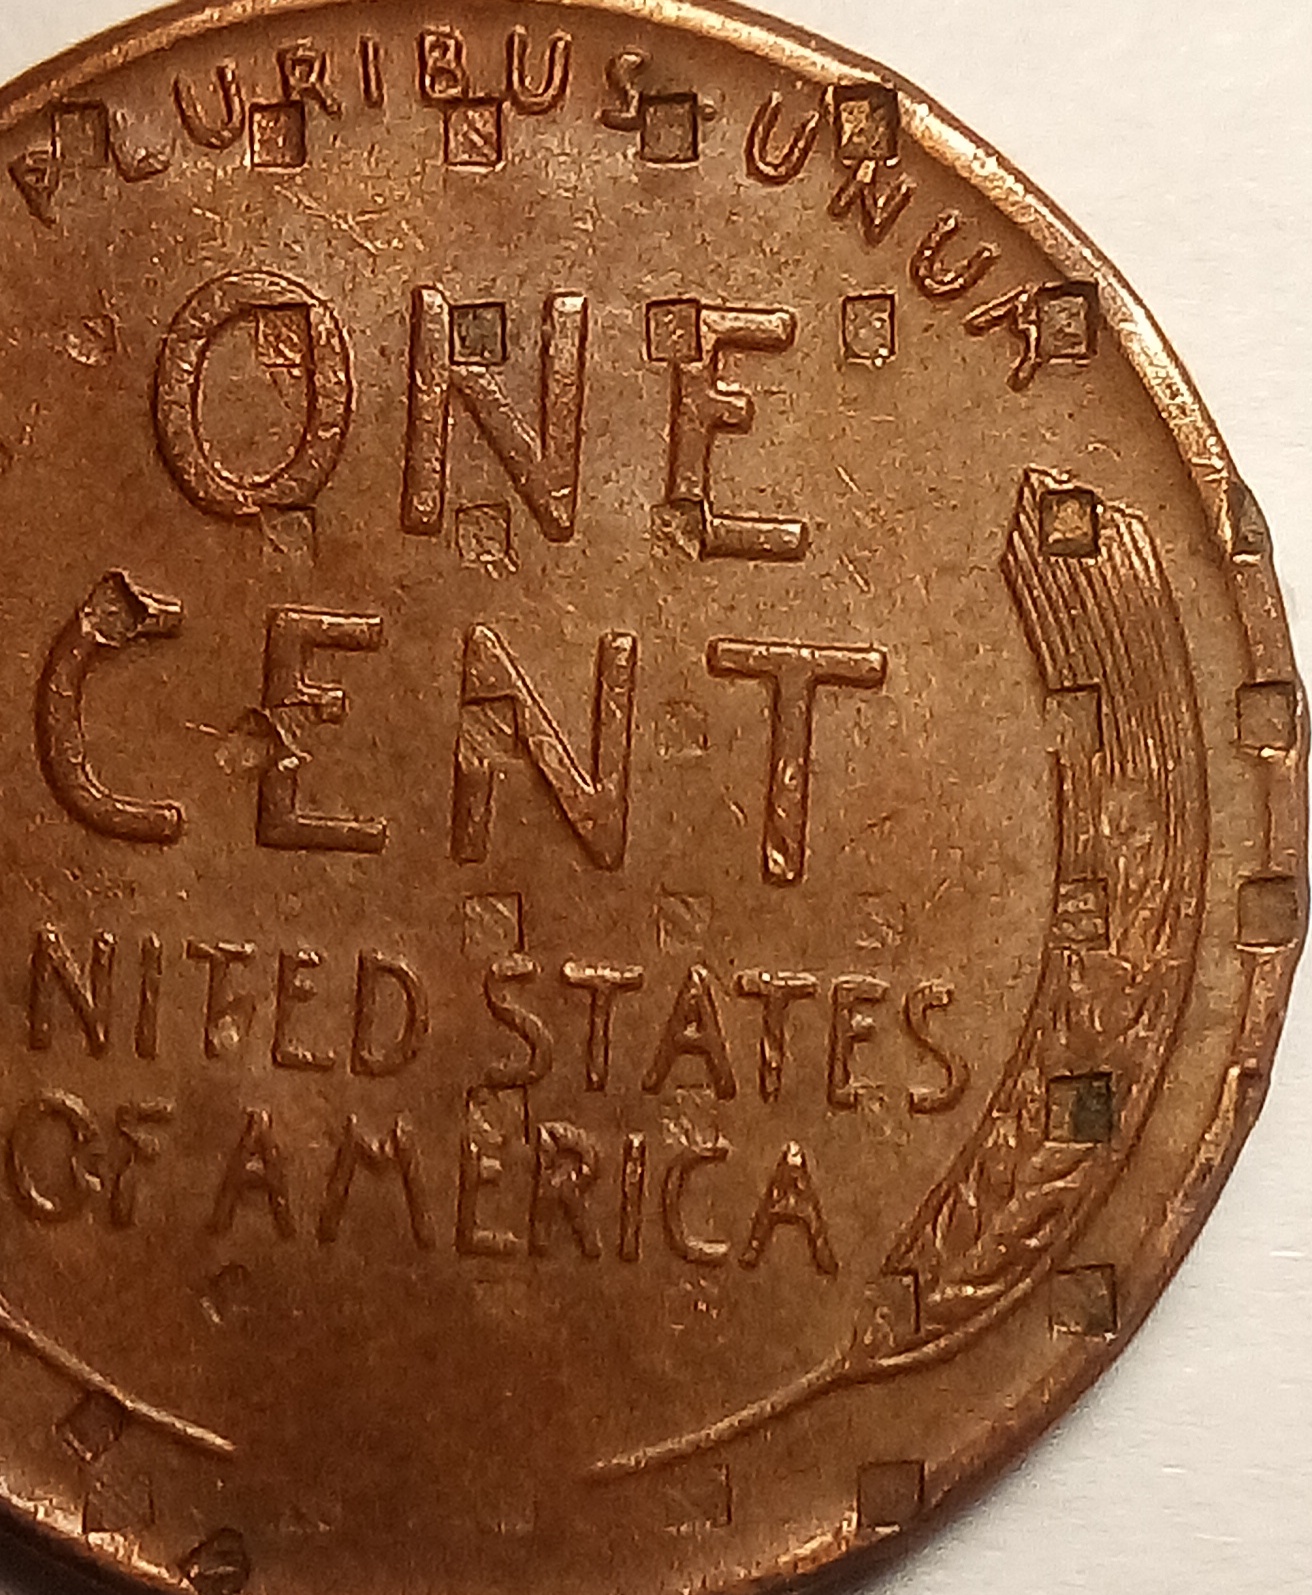 PLURIBUS UNUM
ONE
CENT
NITED STATES
OF AMERICA